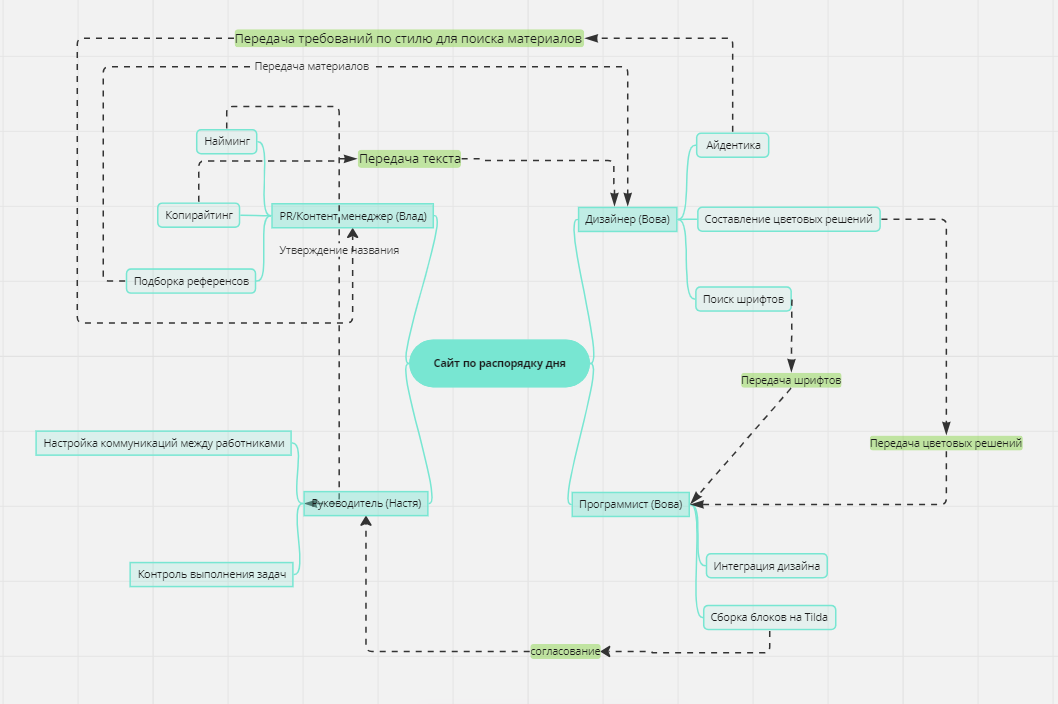 Передача требований по стилю для поиска материалов
Передача материалов
Найминг
Айдентика
Передача текста
Копирайтинг
PR/Контент менеджер (Влад)
Дизайнер (Вова)
Составление цветовых решений
Утверждение названия
Подборка референсов
Поиск шрифтов
Сайт по распорядку дня
Передача шрифтов
Настройка коммуникаций между работниками
Передача цветовых решений
Руководитель (Настя)
Программист (Вова)
Интеграция дизайна
Контроль выполнения задач
Сборка блоков на Tilda
согласование